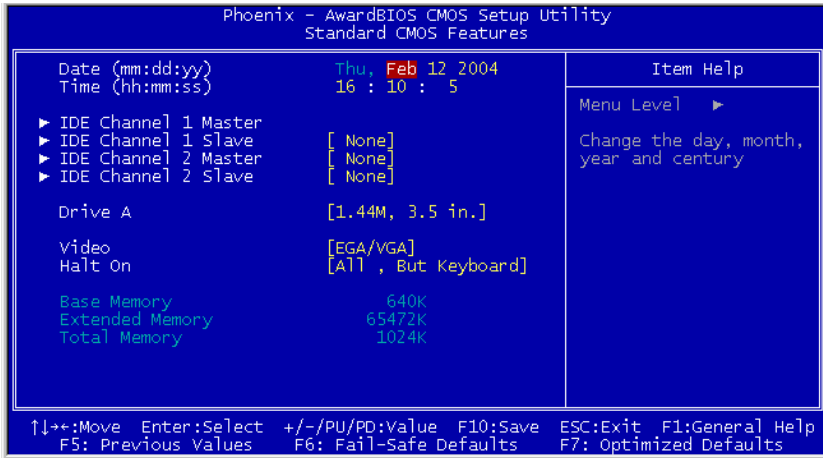 Phoenix - AwardBIOS CMOS Setup Utility
Standard CMOS Features
Date (mm:dd:yy) Thu, Feb 12 2004
Time (hh:mm:ss) 16 : 10 : 5
► IDE Channel 1 Master
► IDE Channel 1 Slave [ None]
► IDE Channel 2 Master [ None]
► IDE Channel 2 Slave [ None]
Drive A [1.44M, 3.5 in.]
Video [EGA/VGA]
Halt On [All , But Keyboard]
Base Memory 640K
Extended Memory 65472K
Total Memory 1024K
Item Help
Menu Level ►
Change the day, month,
year and century
↑↓→←:Move Enter:Select +/-/PU/PD:Value F10:Save ESC:Exit F1:General Help
F5: Previous Values F6: Fail-Safe Defaults F7: Optimized Defaults